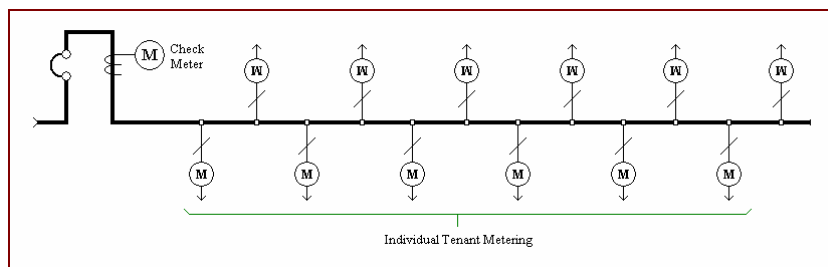 M
Check
Meter
M M M M M M
M M M M M M
Individual Tenant Metering